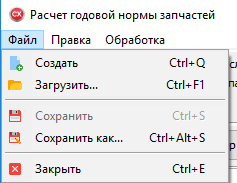 СК Расчет годовой нормы запчастей
Файл Правка Обработка
Создать Ctrl+Q
Загрузить... Ctrl+F1
Сохранить Ctrl+S
Сохранить как... Ctrl+Alt+S
Закрыть Ctrl+E